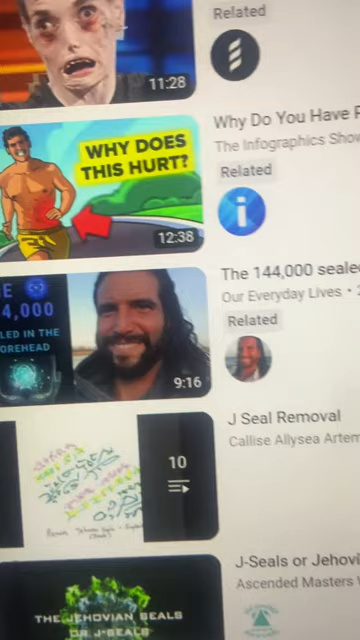 Related
11:28
WHY DOES
THIS HURT?
12:38
Why Do You Have
The Infographics Show
Related
i
4,000
LED IN THE
OREHEAD
9:16
The 144,000 seale
Our Everyday Lives •
Related
10
J Seal Removal
Callise Allysea Artem
THE JEHOVIAN SEALS
OR J-SEALS
J-Seals or Jehovi
Ascended Masters